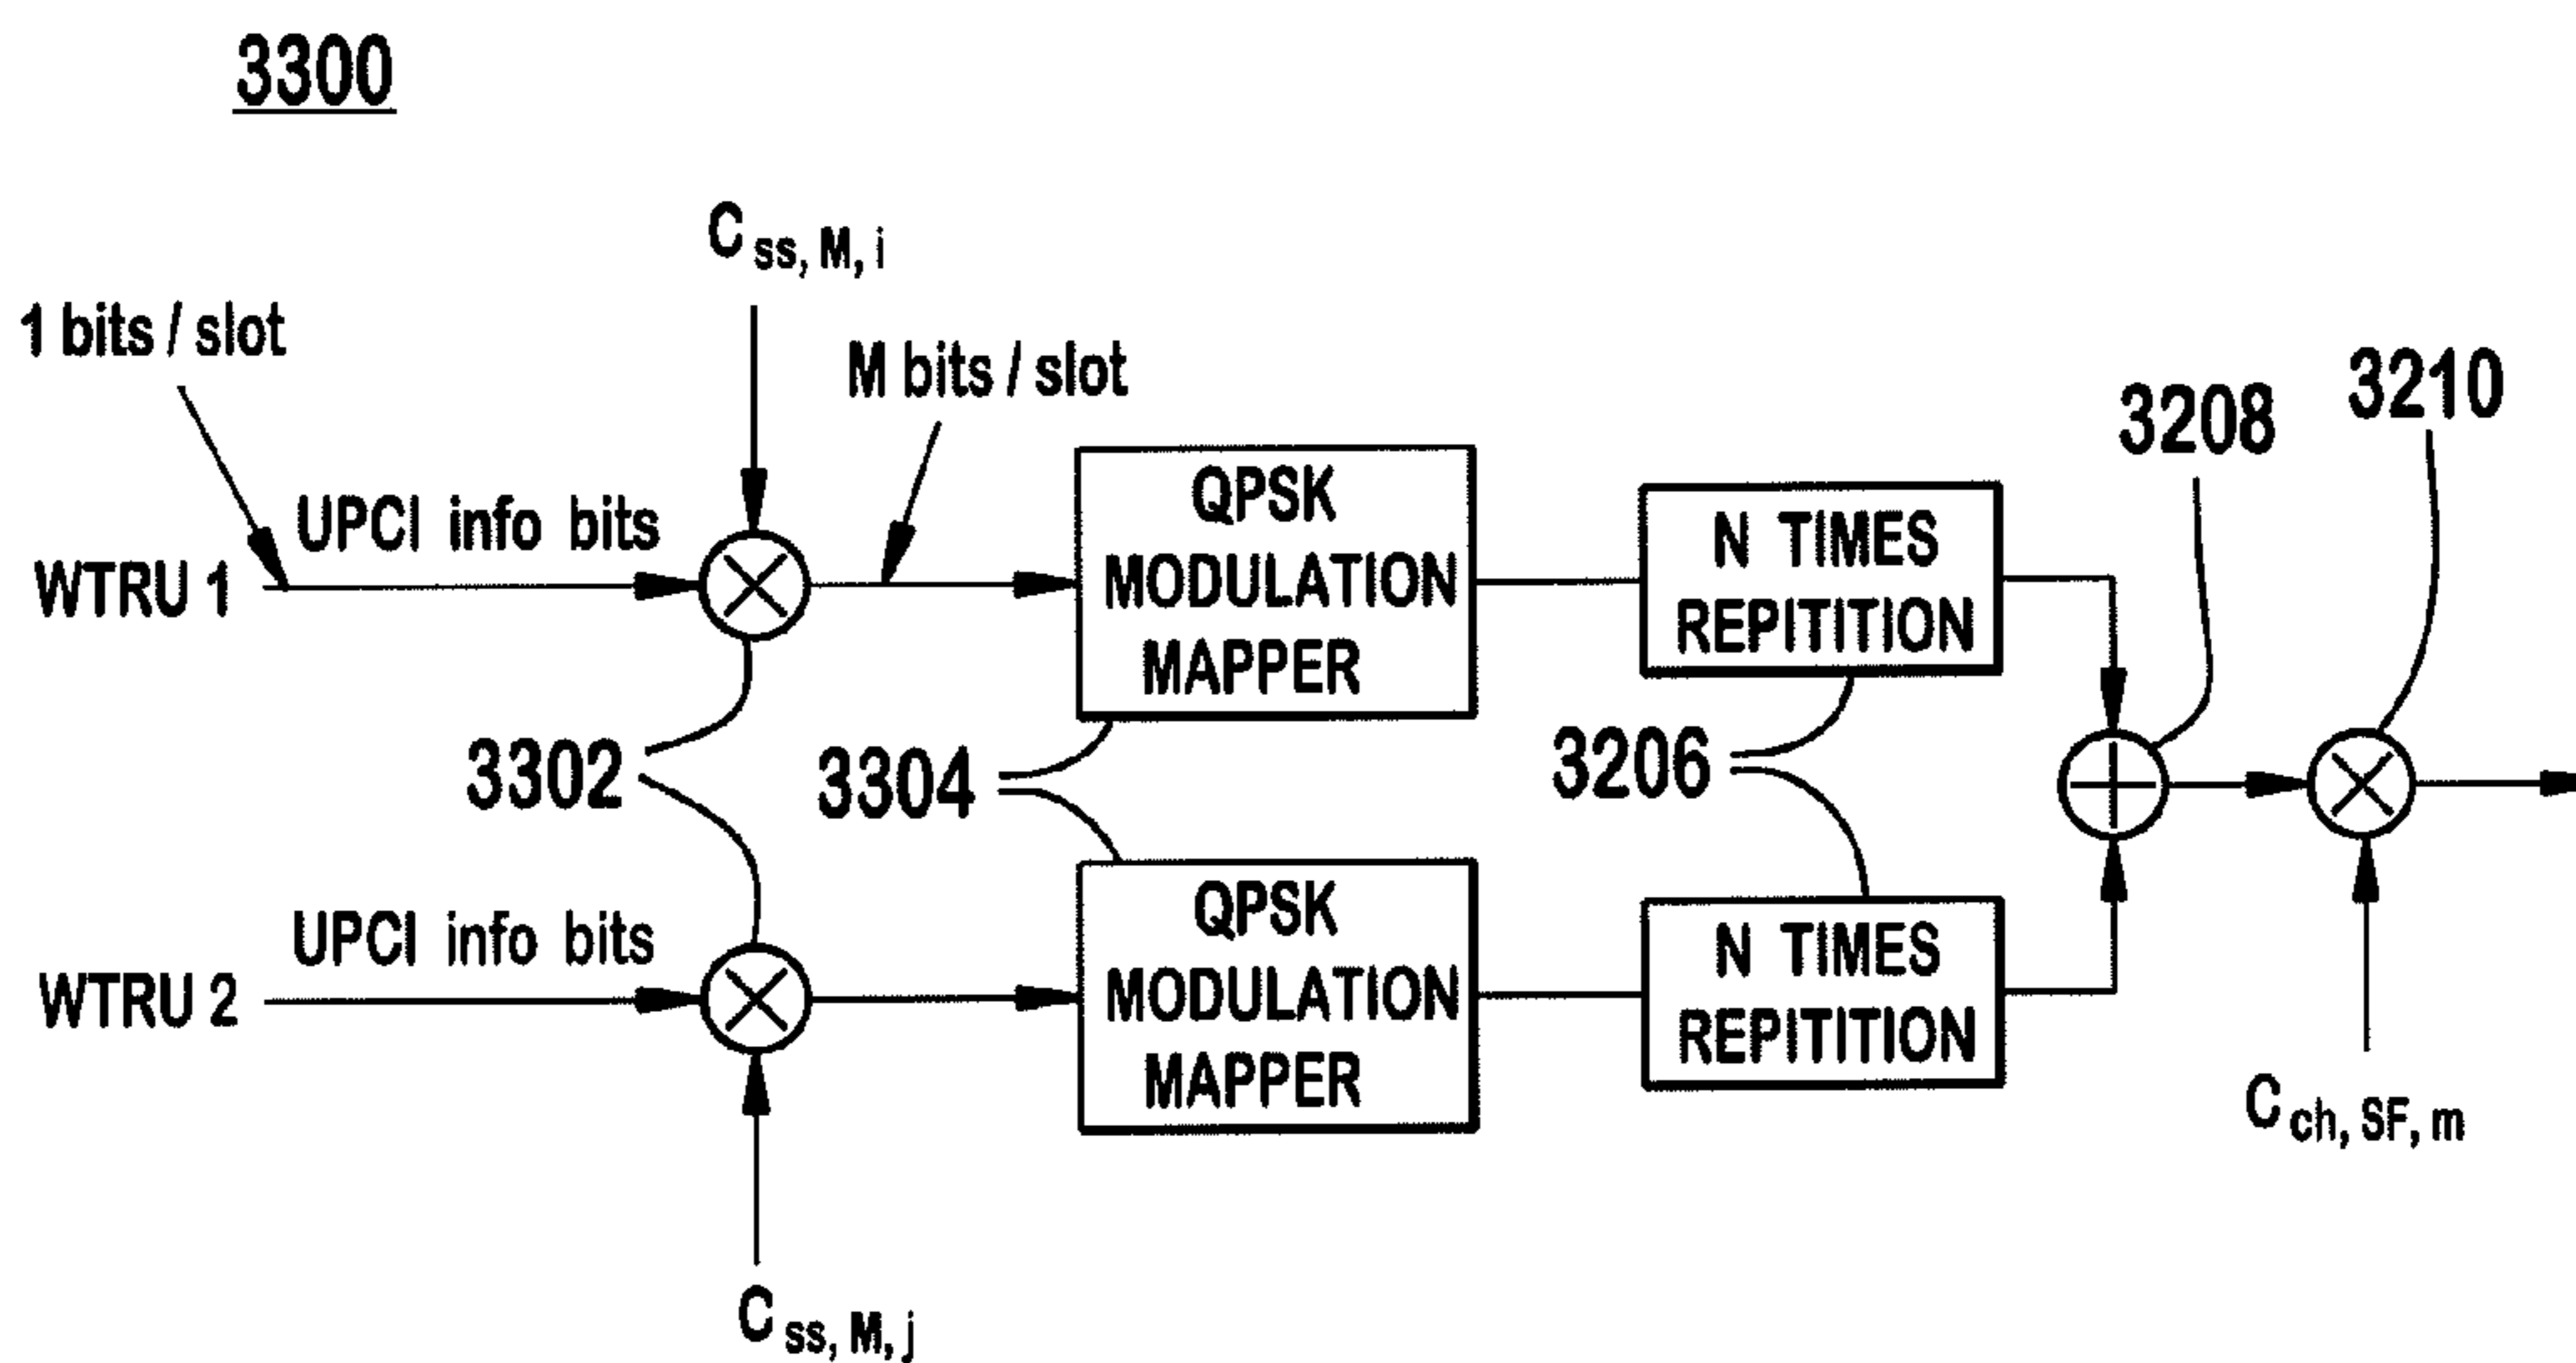 3300
C ss, M, i
1 bits / slot
M bits / slot
3208
3210
UPCI info bits
WTRU 1
QPSK
MODULATION
MAPPER
N TIMES
REPITITION
3302
3304
3206
UPCI info bits
WTRU 2
QPSK
MODULATION
MAPPER
N TIMES
REPITITION
C ch, SF, m
C ss, M, j